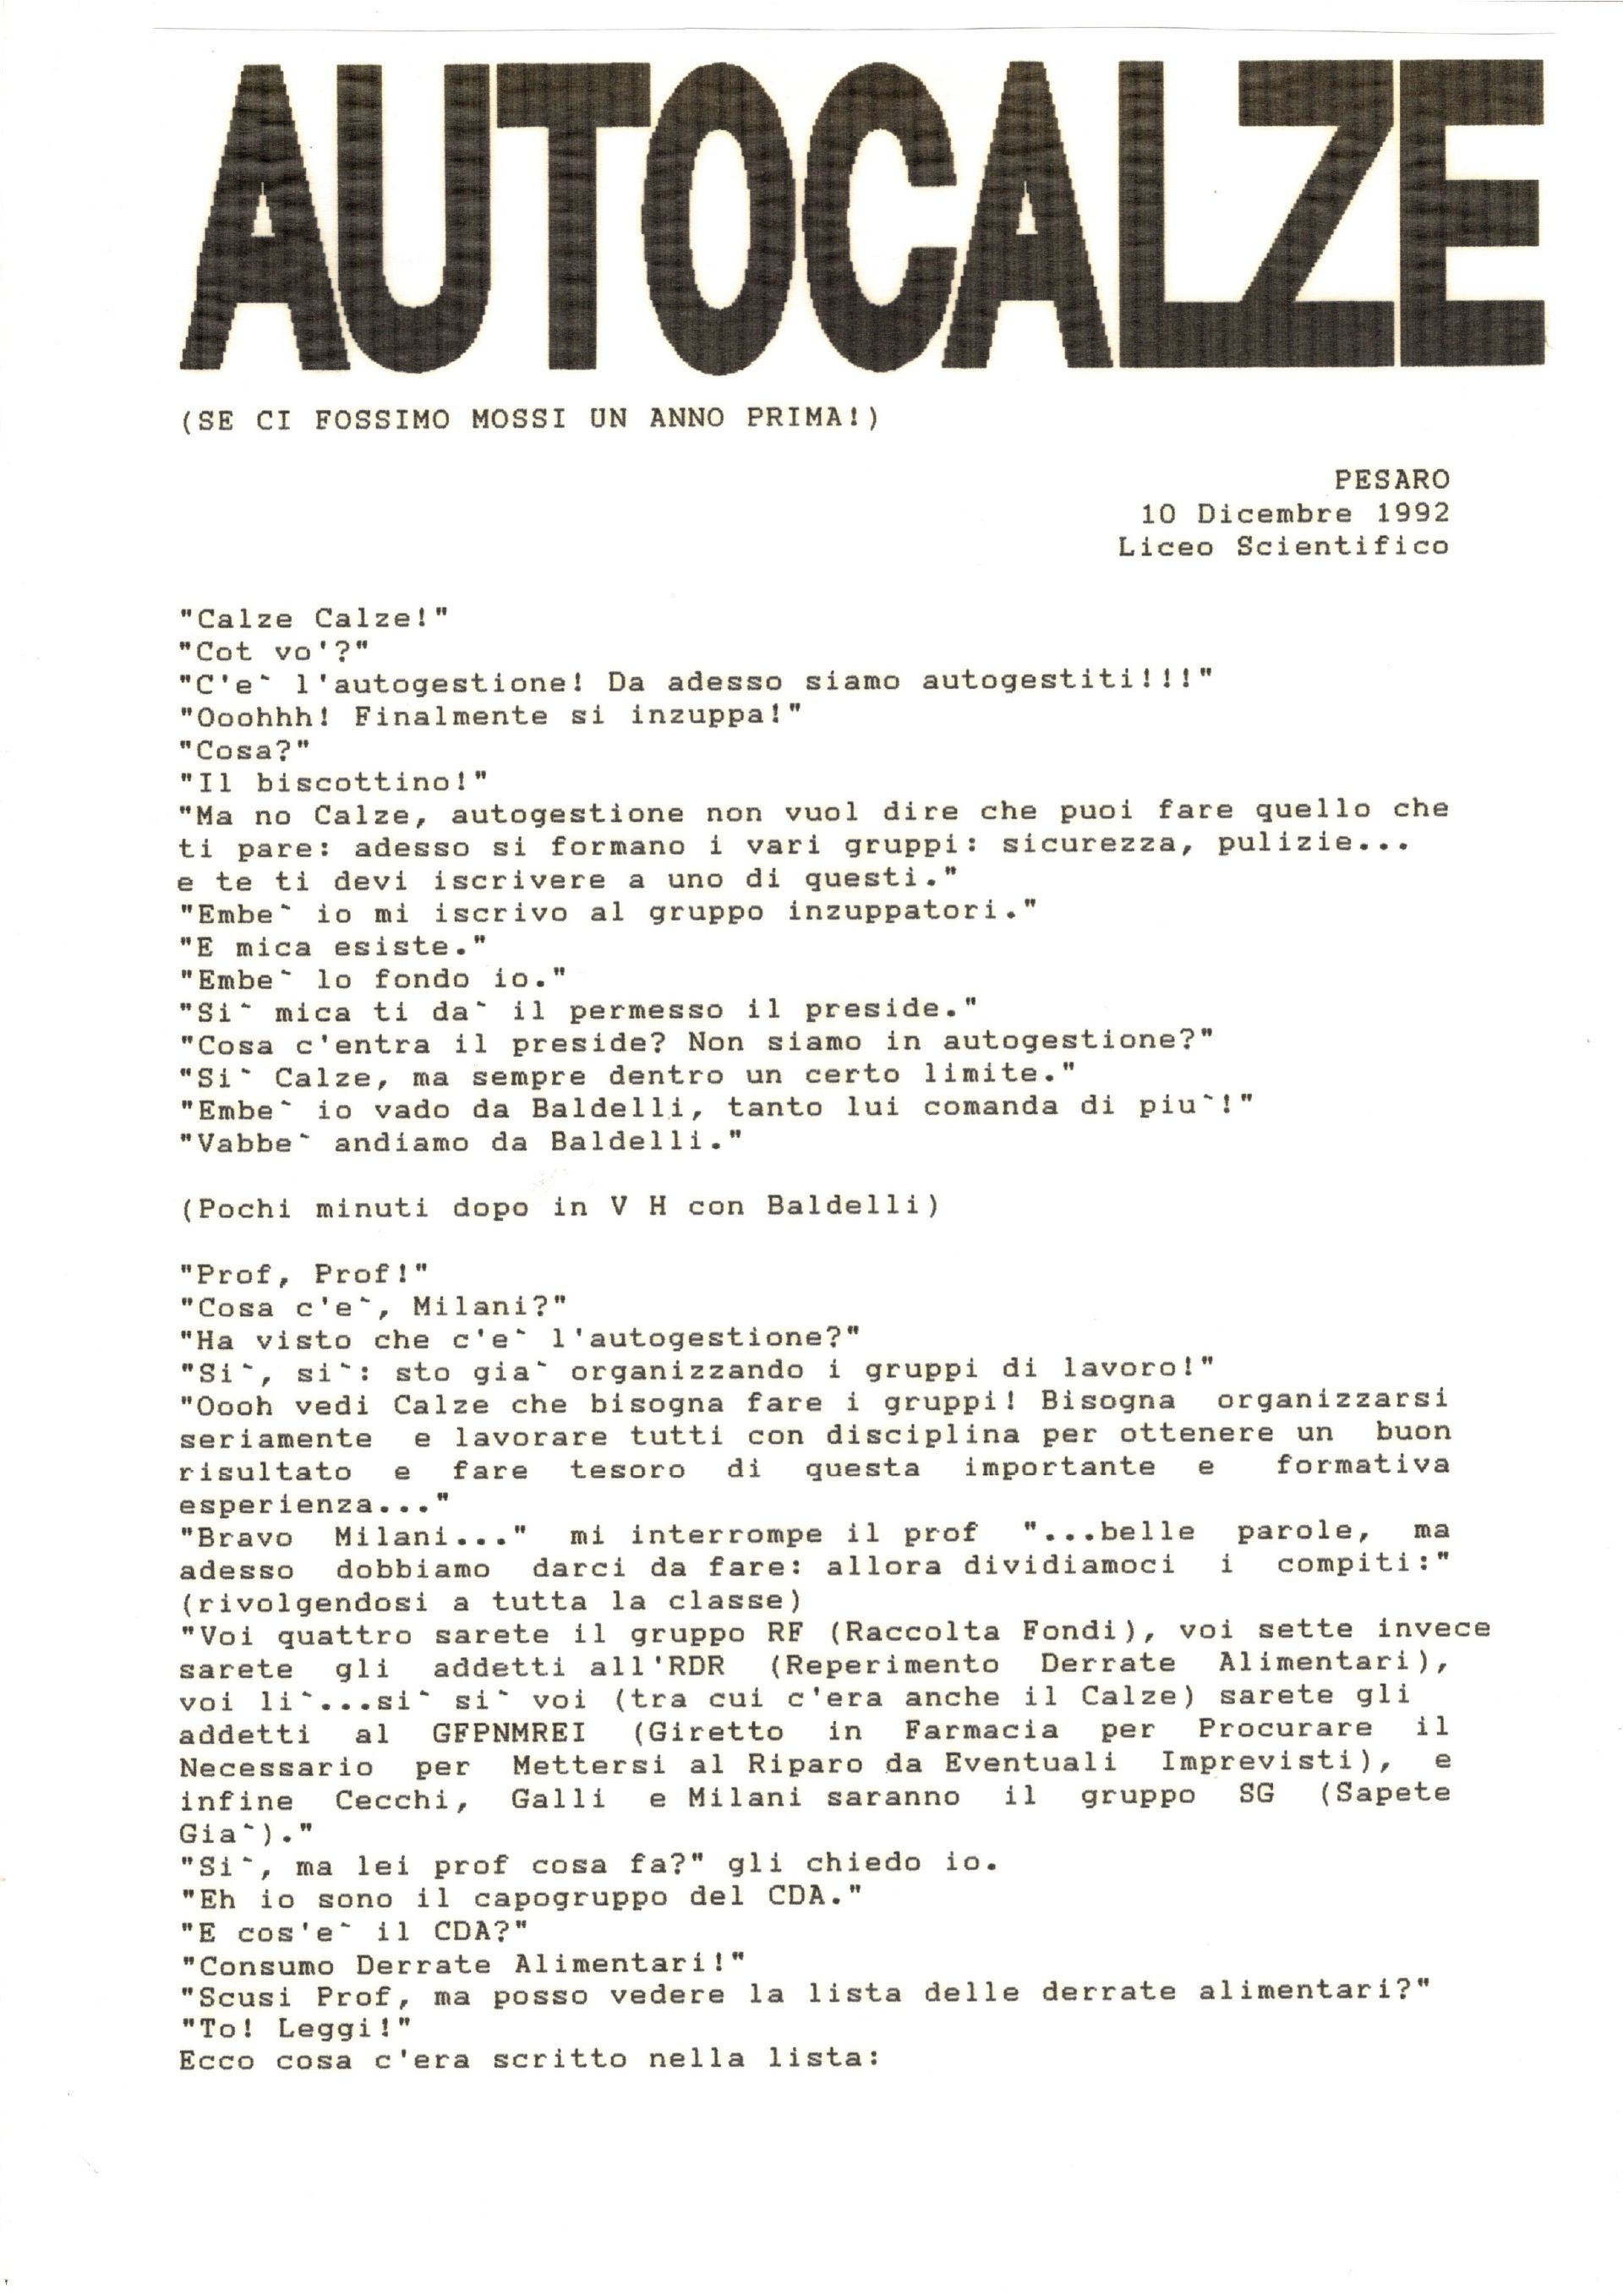 AUTOCALZE
(SE CI FOSSIMO MOSSI UN ANNO PRIMA!)
PESARO
10 Dicembre 1992
Liceo Scientifico
"Calze Calze!"
"Cot vo'?"
"C'e` l'autogestione! Da adesso siamo autogestiti!!!"
"Ooohhh! Finalmente si inzuppa!"
"Cosa?"
"Il biscottino!"
"Ma no Calze, autogestione non vuol dire che puoi fare quello che
ti pare: adesso si formano i vari gruppi: sicurezza, pulizie...
e te ti devi iscrivere a uno di questi."
"Embe` io mi iscrivo al gruppo inzuppatori."
"E mica esiste."
"Embe` lo fondo io."
"Si` mica ti da` il permesso il preside."
"Cosa c'entra il preside? Non siamo in autogestione?"
"Si` Calze, ma sempre dentro un certo limite."
"Embe` io vado da Baldelli, tanto lui comanda di piu`!"
"Vabbe` andiamo da Baldelli."
(Pochi minuti dopo in V H con Baldelli)
"Prof, Prof!"
"Cosa c'e`, Milani?"
"Ha visto che c'e` l'autogestione?"
"Si`, si`: sto gia` organizzando i gruppi di lavoro!"
"Oooh vedi Calze che bisogna fare i gruppi! Bisogna organizzarsi
seriamente e lavorare tutti con disciplina per ottenere un buon
risultato e fare tesoro di questa importante e formativa
esperienza..."
"Bravo Milani..." mi interrompe il prof "...belle parole, ma
adesso dobbiamo darci da fare: allora dividiamoci i compiti:"
(rivolgendosi a tutta la classe)
"Voi quattro sarete il gruppo RF (Raccolta Fondi), voi sette invece
sarete gli addetti all'RDR (Reperimento Derrate Alimentari),
voi li`...si` si` voi (tra cui c'era anche il Calze) sarete gli
addetti al GFPNMREI (Giretto in Farmacia per Procurare il
Necessario per Mettersi al Riparo da Eventuali Imprevisti), e
infine Cecchi, Galli e Milani saranno il gruppo SG (Sapete
Gia`)."
"Si`, ma lei prof cosa fa?" gli chiedo io.
"Eh io sono il capogruppo del CDA."
"E cos'e` il CDA?"
"Consumo Derrate Alimentari!"
"Scusi Prof, ma posso vedere la lista delle derrate alimentari?"
"To! Leggi!"
Ecco cosa c'era scritto nella lista: